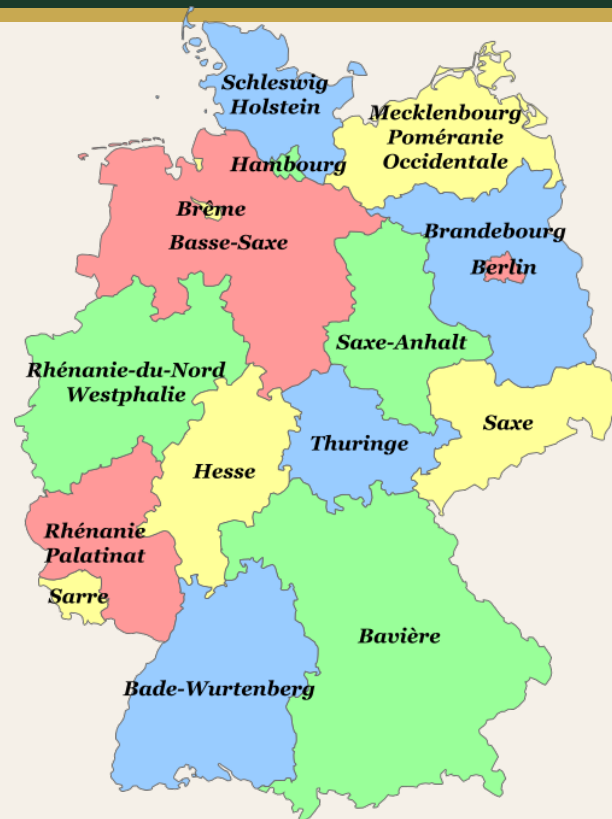 Schleswig
Holstein
Mecklenbourg
Poméranie
Occidentale
Hambourg
Brême
Basse-Saxe
Brandebourg
Berlin
Saxe-Anhalt
Rhénanie-du-Nord
Westphalie
Saxe
Thuringe
Hesse
Rhénanie
Palatinat
Sarre
Bavière
Bade-Wurtenberg